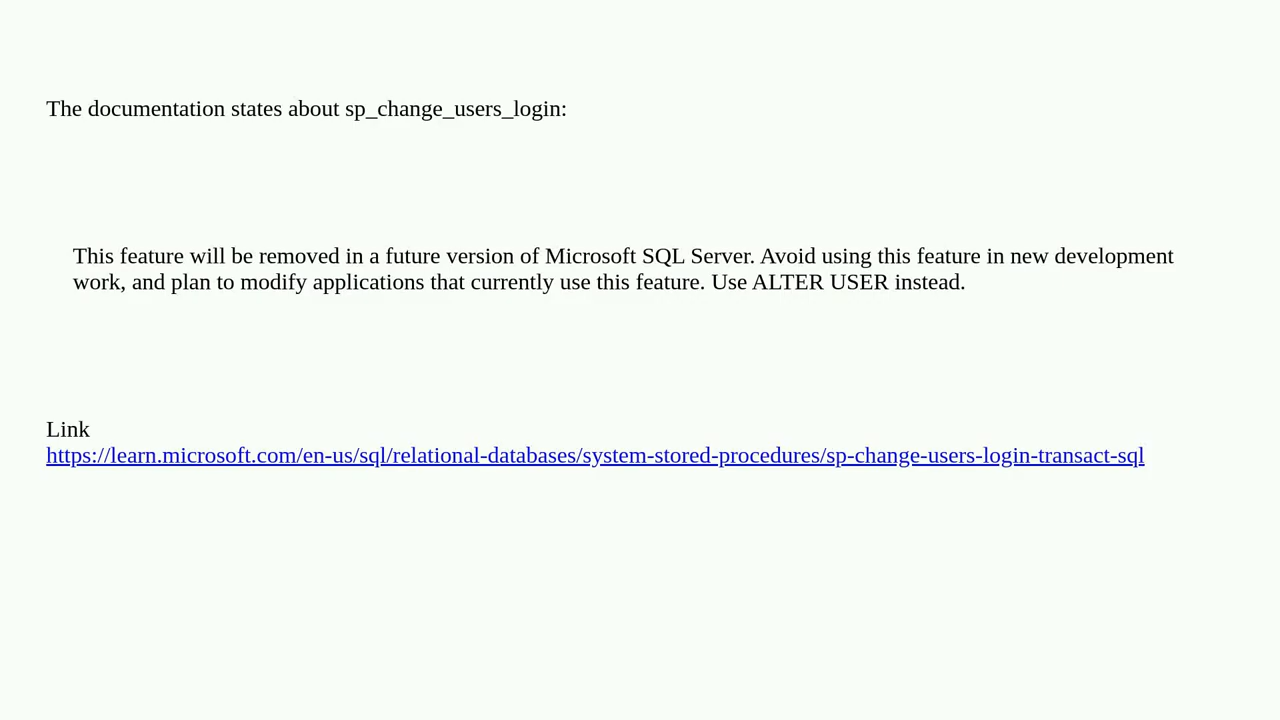 The documentation states about sp_change_users_login:
This feature will be removed in a future version of Microsoft SQL Server. Avoid using this feature in new development
work, and plan to modify applications that currently use this feature. Use ALTER USER instead.
Link
https://learn.microsoft.com/en-us/sql/relational-databases/system-stored-procedures/sp-change-users-login-transact-sql